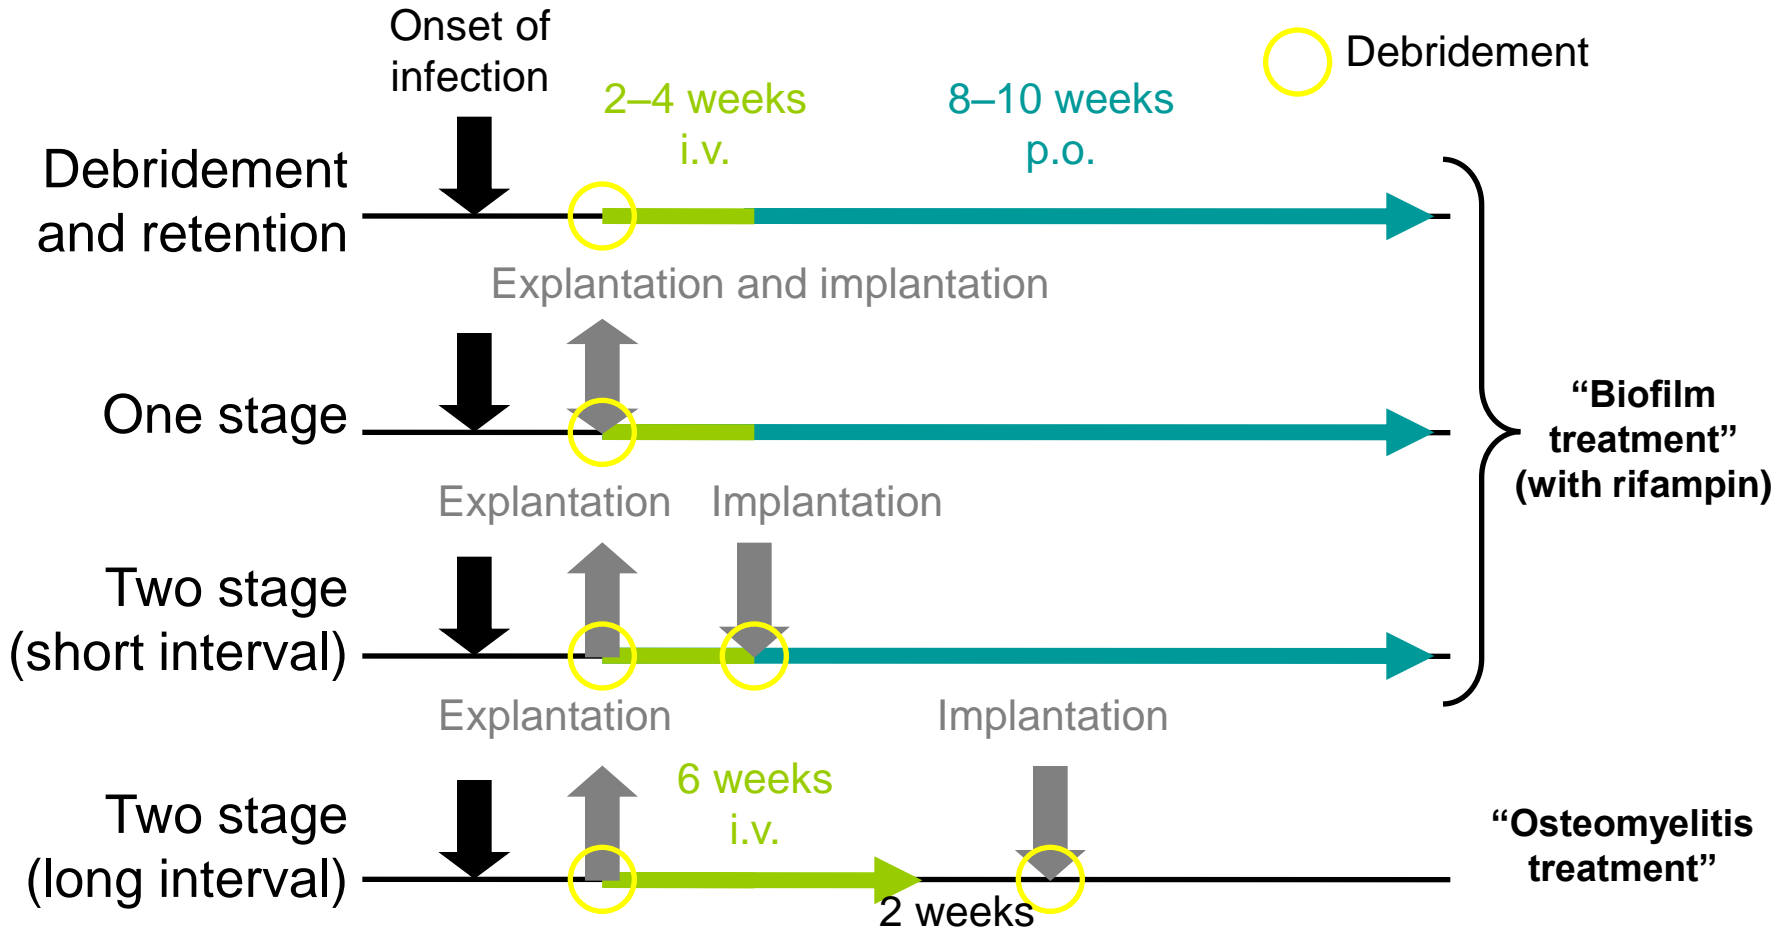 Onset of
infection
Debridement
2–4 weeks
i.v.
8–10 weeks
p.o.
Debridement
and retention
Explantation and implantation
One stage
“Biofilm
treatment”
(with rifampin)
Explantation
Implantation
Two stage
(short interval)
Explantation
Implantation
6 weeks
i.v.
Two stage
(long interval)
2 weeks
“Osteomyelitis
treatment”